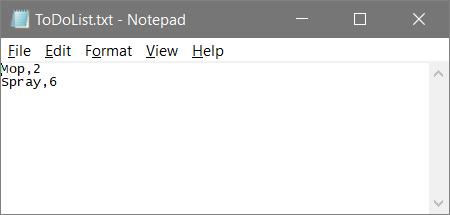 ToDoList.txt - Notepad
File Edit Format View Help
Mop,2
Spray,6